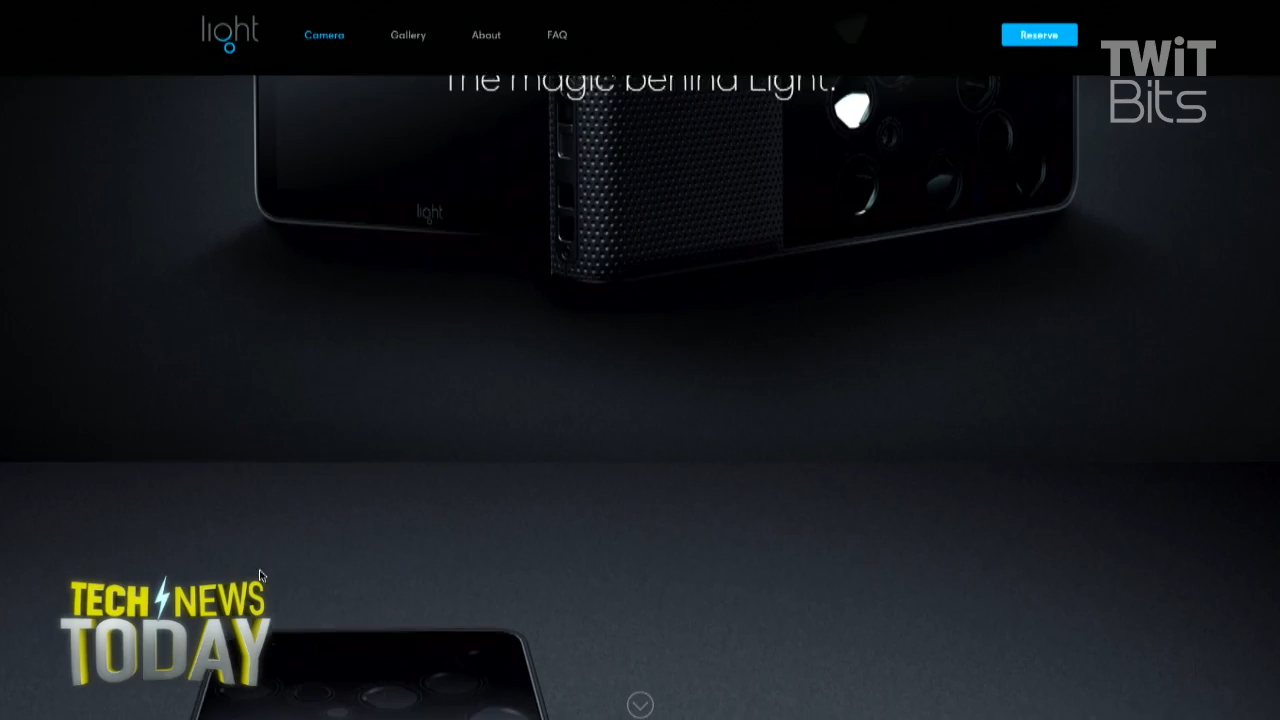 light
Camera
Gallery
About
FAQ
Reserve
TWiT
Bits
The magic behind Light.
light
TECH NEWS
TODAY